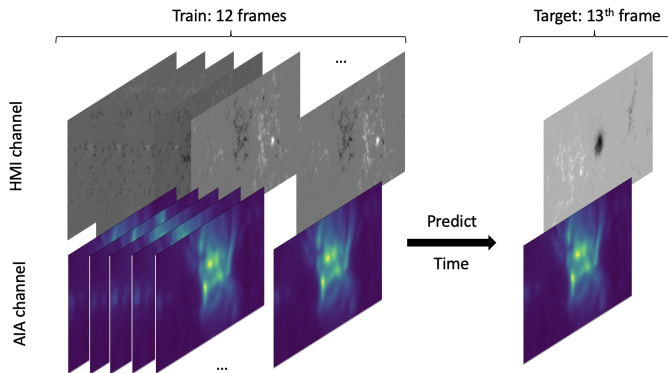 Train: 12 frames
Target: 13th frame
...
HMI channel
Predict
Time
AIA channel
...